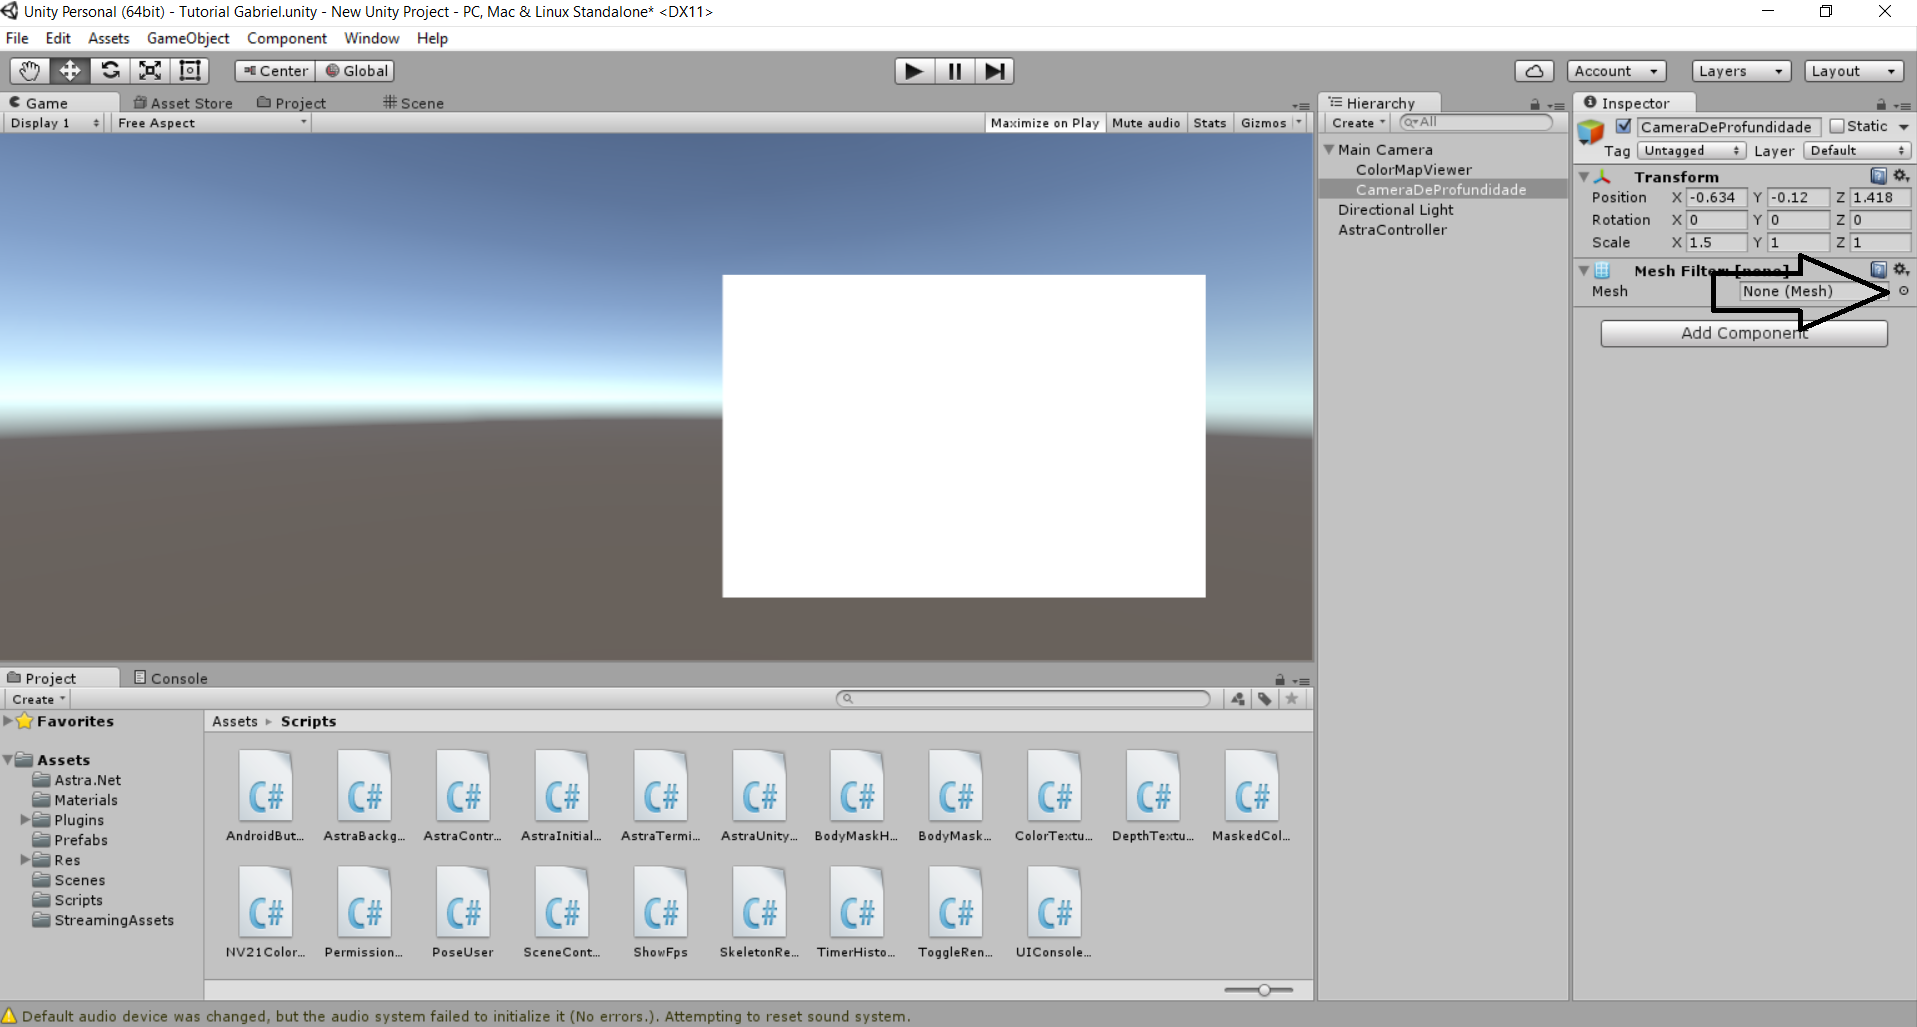 Unity Personal (64bit) - Tutorial Gabriel.unity - New Unity Project - PC, Mac & Linux Standalone* <DX11>
File Edit Assets GameObject Component Window Help
Center Global
Account Layers Layout
Game Asset Store Project Scene
Display 1 Free Aspect Maximize on Play Mute audio Stats Gizmos
Hierarchy
Create All
Main Camera
ColorMapViewer
CameraDeProfundidade
Directional Light
AstraController
Inspector
CameraDeProfundidade Static
Tag Untagged Layer Default
Transform
Position X -0.634 Y -0.12 Z 1.418
Rotation X 0 Y 0 Z 0
Scale X 1.5 Y 1 Z 1
Mesh Filter [none]
Mesh None (Mesh)
Add Component
Project Console
Create
Favorites
Assets
Astra.Net
Materials
Plugins
Prefabs
Res
Scenes
Scripts
StreamingAssets
Assets Scripts
C# C# C# C# C# C# C# C# C# C# C#
AndroidBut... AstraBackg... AstraContr... AstraInitial... AstraTermi... AstraUnity... BodyMaskH... BodyMask... ColorTextu... DepthTextu... MaskedCol...
C# C# C# C# C# C# C# C# C#
NV21Color... Permission... PoseUser SceneCont... ShowFps SkeletonRe... TimerHisto... ToggleRen... UIConsole...
Default audio device was changed, but the audio system failed to initialize it (No errors.). Attempting to reset sound system.